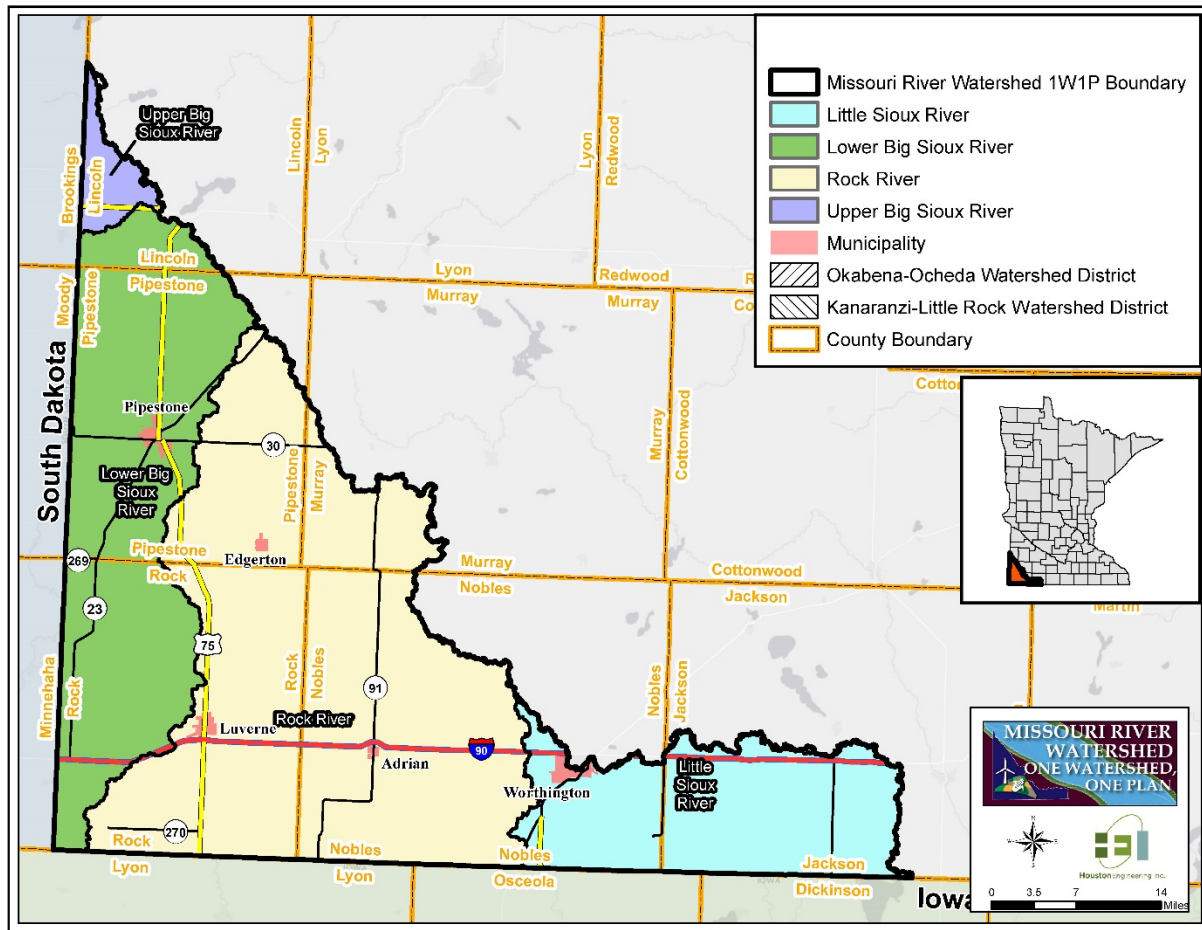 Missouri River Watershed 1W1P Boundary
Little Sioux River
Lower Big Sioux River
Rock River
Upper Big Sioux River
Municipality
Okabena-Ocheda Watershed District
Kanaranzi-Little Rock Watershed District
County Boundary
Upper Big
Sioux River
Brookings
Lincoln
Lincoln
Lyon
Lyon
Redwood
Lincoln
Pipestone
Lyon
Murray
Redwood
Murray
Moody
Pipestone
South Dakota
Pipestone
30
Lower Big
Sioux
River
Pipestone
Murray
Murray
Cottonwood
Pipestone
Rock
Edgerton
269
23
Murray
Nobles
Cottonwood
Jackson
Martin
75
Minnehaha
Rock
Rock
Nobles
91
Nobles
Jackson
Luverne
Rock River
Adrian
90
Worthington
Little
Sioux
River
270
Rock
Lyon
Nobles
Lyon
Nobles
Osceola
Jackson
Dickinson
MISSOURI RIVER
WATERSHED
ONE WATERSHED,
ONE PLAN
N
W
E
S
HoustonEngineering Inc.
0 3.5 7 14
Miles